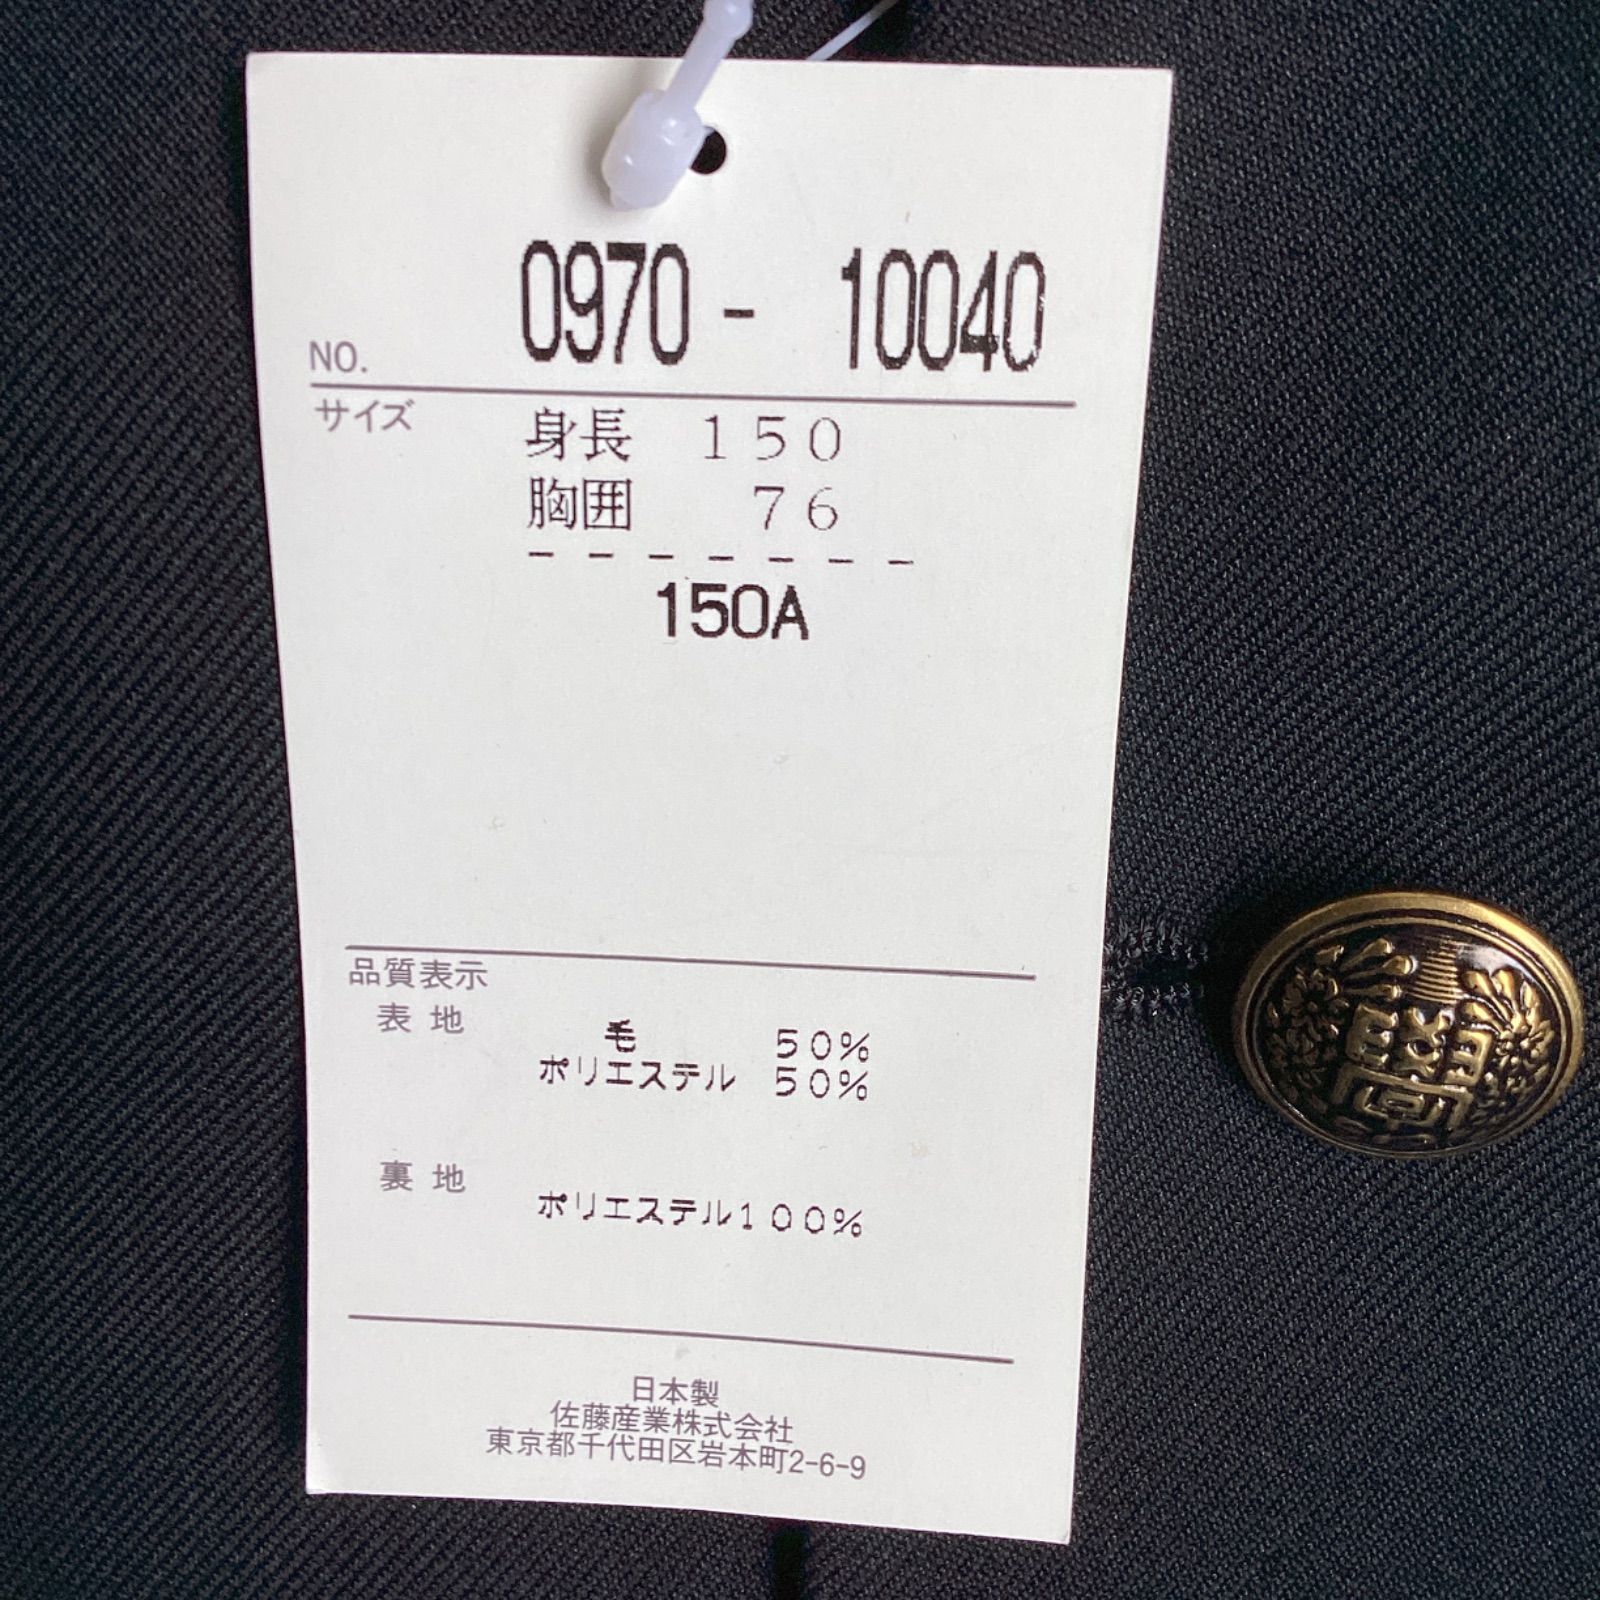 0970 - 10040
NO.
サイズ
身長 150
胸囲 76
- - - - - - -
150A
品質表示
表地
毛 50%
ポリエステル 50%
裏地
ポリエステル100%
日本製
佐藤産業株式会社
東京都千代田区岩本町2-6-9